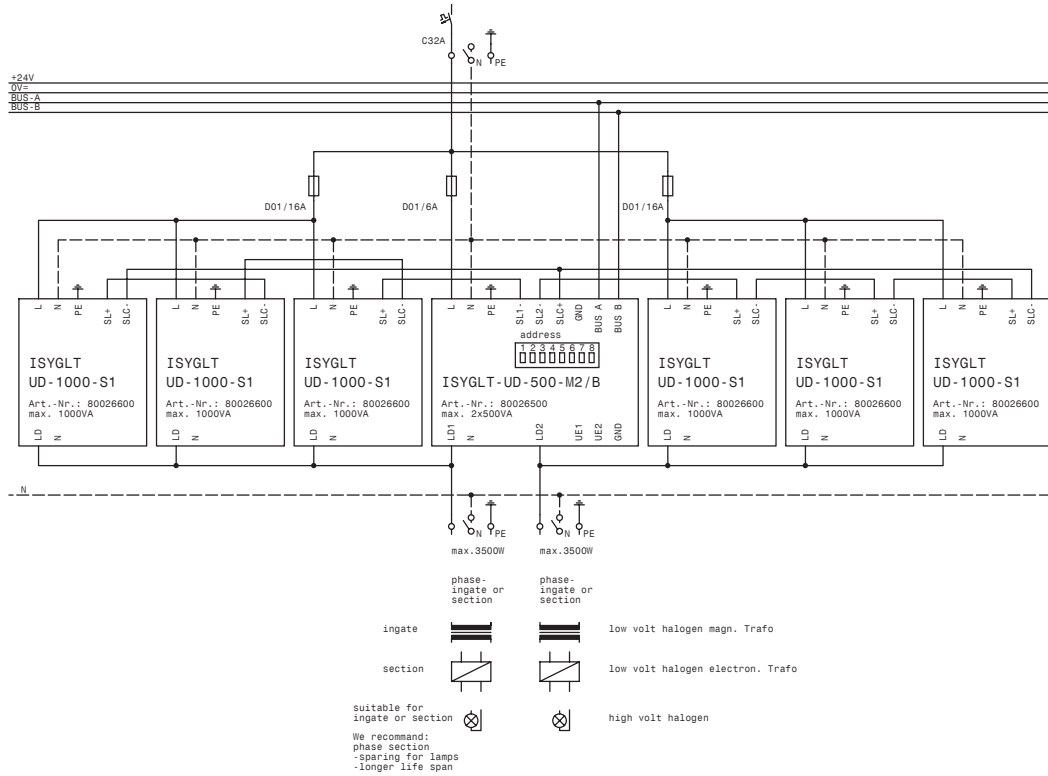 C32A
N
PE
+24V
0V=
BUS-A
BUS-B
D01/16A
D01/6A
D01/16A
L
N
PE
SL+
SLC-
L
N
PE
SL+
SLC-
L
N
PE
SL+
SLC-
L
N
PE
SL1-
SL2-
SLC+
GND
BUS A
BUS B
L
N
PE
SL+
SLC-
L
N
PE
SL+
SLC-
L
N
PE
SL+
SLC-
address
1 2 3 4 5 6 7 8
ISYGLT
UD-1000-S1
Art.-Nr.: 80026600
max. 1000VA
LD
N
ISYGLT
UD-1000-S1
Art.-Nr.: 80026600
max. 1000VA
LD
N
ISYGLT
UD-1000-S1
Art.-Nr.: 80026600
max. 1000VA
LD
N
ISYGLT-UD-500-M2/B
Art.-Nr.: 80026500
max. 2x500VA
LD1
N
LD2
UE1
UE2
GND
ISYGLT
UD-1000-S1
Art.-Nr.: 80026600
max. 1000VA
LD
N
ISYGLT
UD-1000-S1
Art.-Nr.: 80026600
max. 1000VA
LD
N
ISYGLT
UD-1000-S1
Art.-Nr.: 80026600
max. 1000VA
LD
N
N
N
PE
N
PE
max.3500W
max.3500W
phase-
ingate or
section
phase-
ingate or
section
ingate
low volt halogen magn. Trafo
section
low volt halogen electron. Trafo
suitable for
ingate or section
high volt halogen
We recommand:
phase section
-sparing for lamps
-longer life span